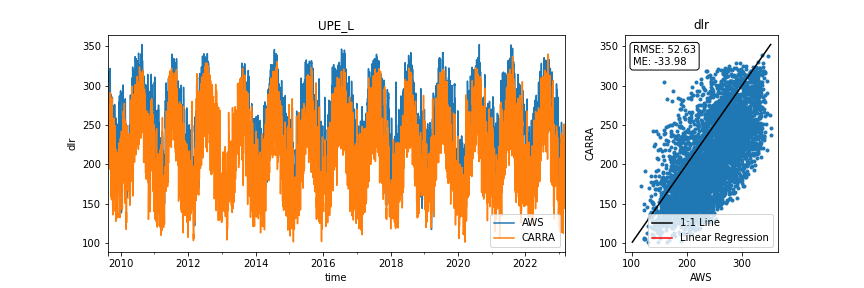 UPE_L
dlr
350
300
250
200
150
100
dlr
2010
2012
2014
2016
2018
2020
2022
time
AWS
CARRA
dlr
RMSE: 52.63
ME: -33.98
350
300
250
200
150
100
CARRA
100
200
300
AWS
1:1 Line
Linear Regression